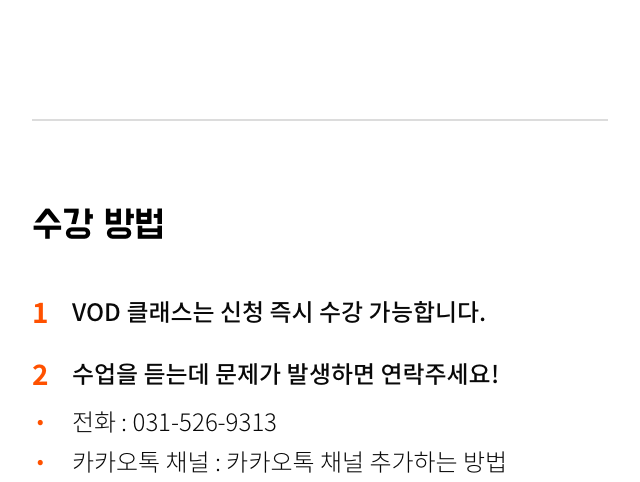 수강 방법
1 VOD 클래스는 신청 즉시 수강 가능합니다.
2 수업을 듣는데 문제가 발생하면 연락주세요!
• 전화 : 031-526-9313
• 카카오톡 채널 : 카카오톡 채널 추가하는 방법